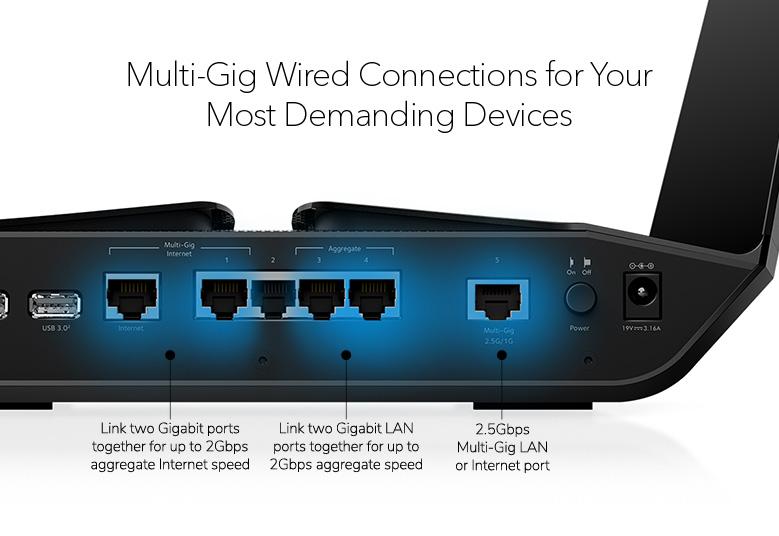 Multi-Gig Wired Connections for Your
Most Demanding Devices
Multi-Gig
Internet
Aggregate
1
2
3
4
5
On Off
USB 3.0²
Internet
Multi-Gig
2.5G/1G
Power
19V 3.16A
Link two Gigabit ports
together for up to 2Gbps
aggregate Internet speed
Link two Gigabit LAN
ports together for up to
2Gbps aggregate speed
2.5Gbps
Multi-Gig LAN
or Internet port